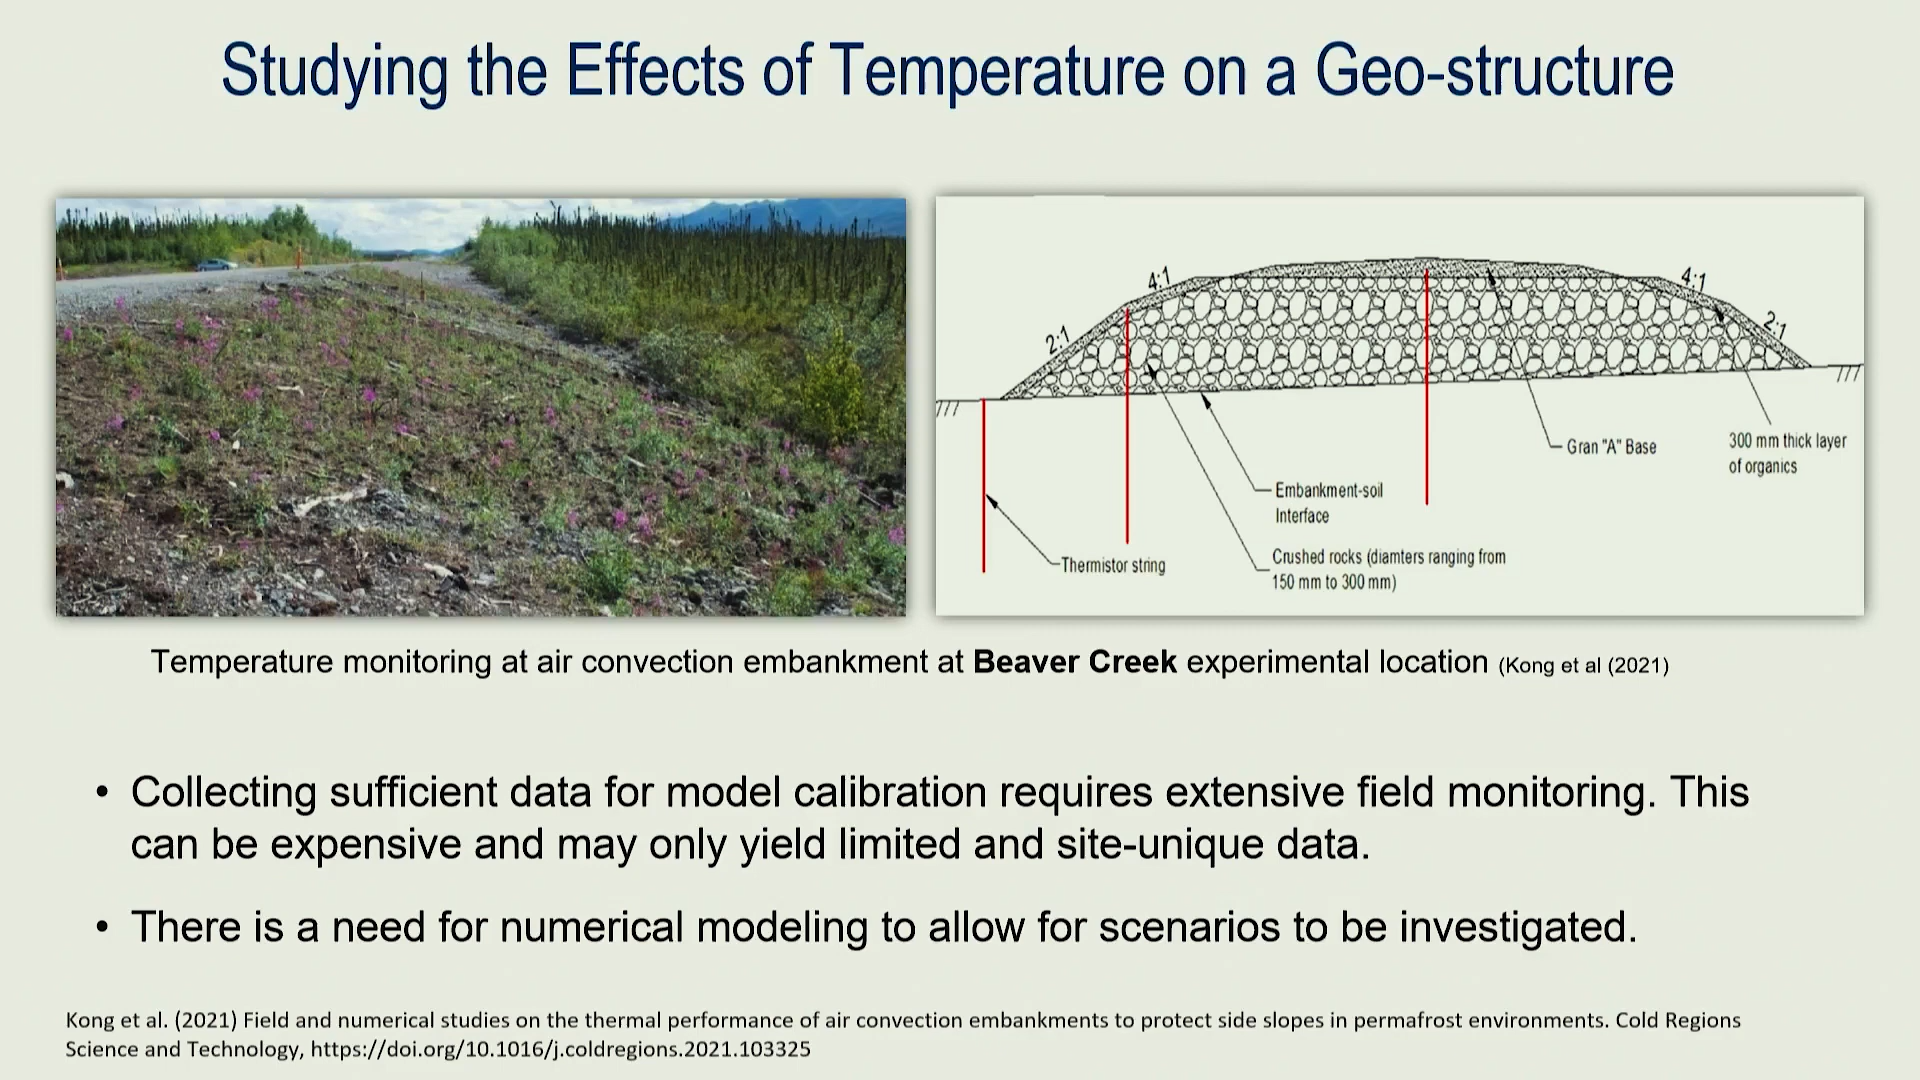 Studying the Effects of Temperature on a Geo-structure
4:1
4:1
2:1
2:1
Gran "A" Base
300 mm thick layer
of organics
Embankment-soil
Interface
Thermistor string
Crushed rocks (diamters ranging from
150 mm to 300 mm)
Temperature monitoring at air convection embankment at Beaver Creek experimental location (Kong et al (2021)
• Collecting sufficient data for model calibration requires extensive field monitoring. This
can be expensive and may only yield limited and site-unique data.
• There is a need for numerical modeling to allow for scenarios to be investigated.
Kong et al. (2021) Field and numerical studies on the thermal performance of air convection embankments to protect side slopes in permafrost environments. Cold Regions
Science and Technology, https://doi.org/10.1016/j.coldregions.2021.103325